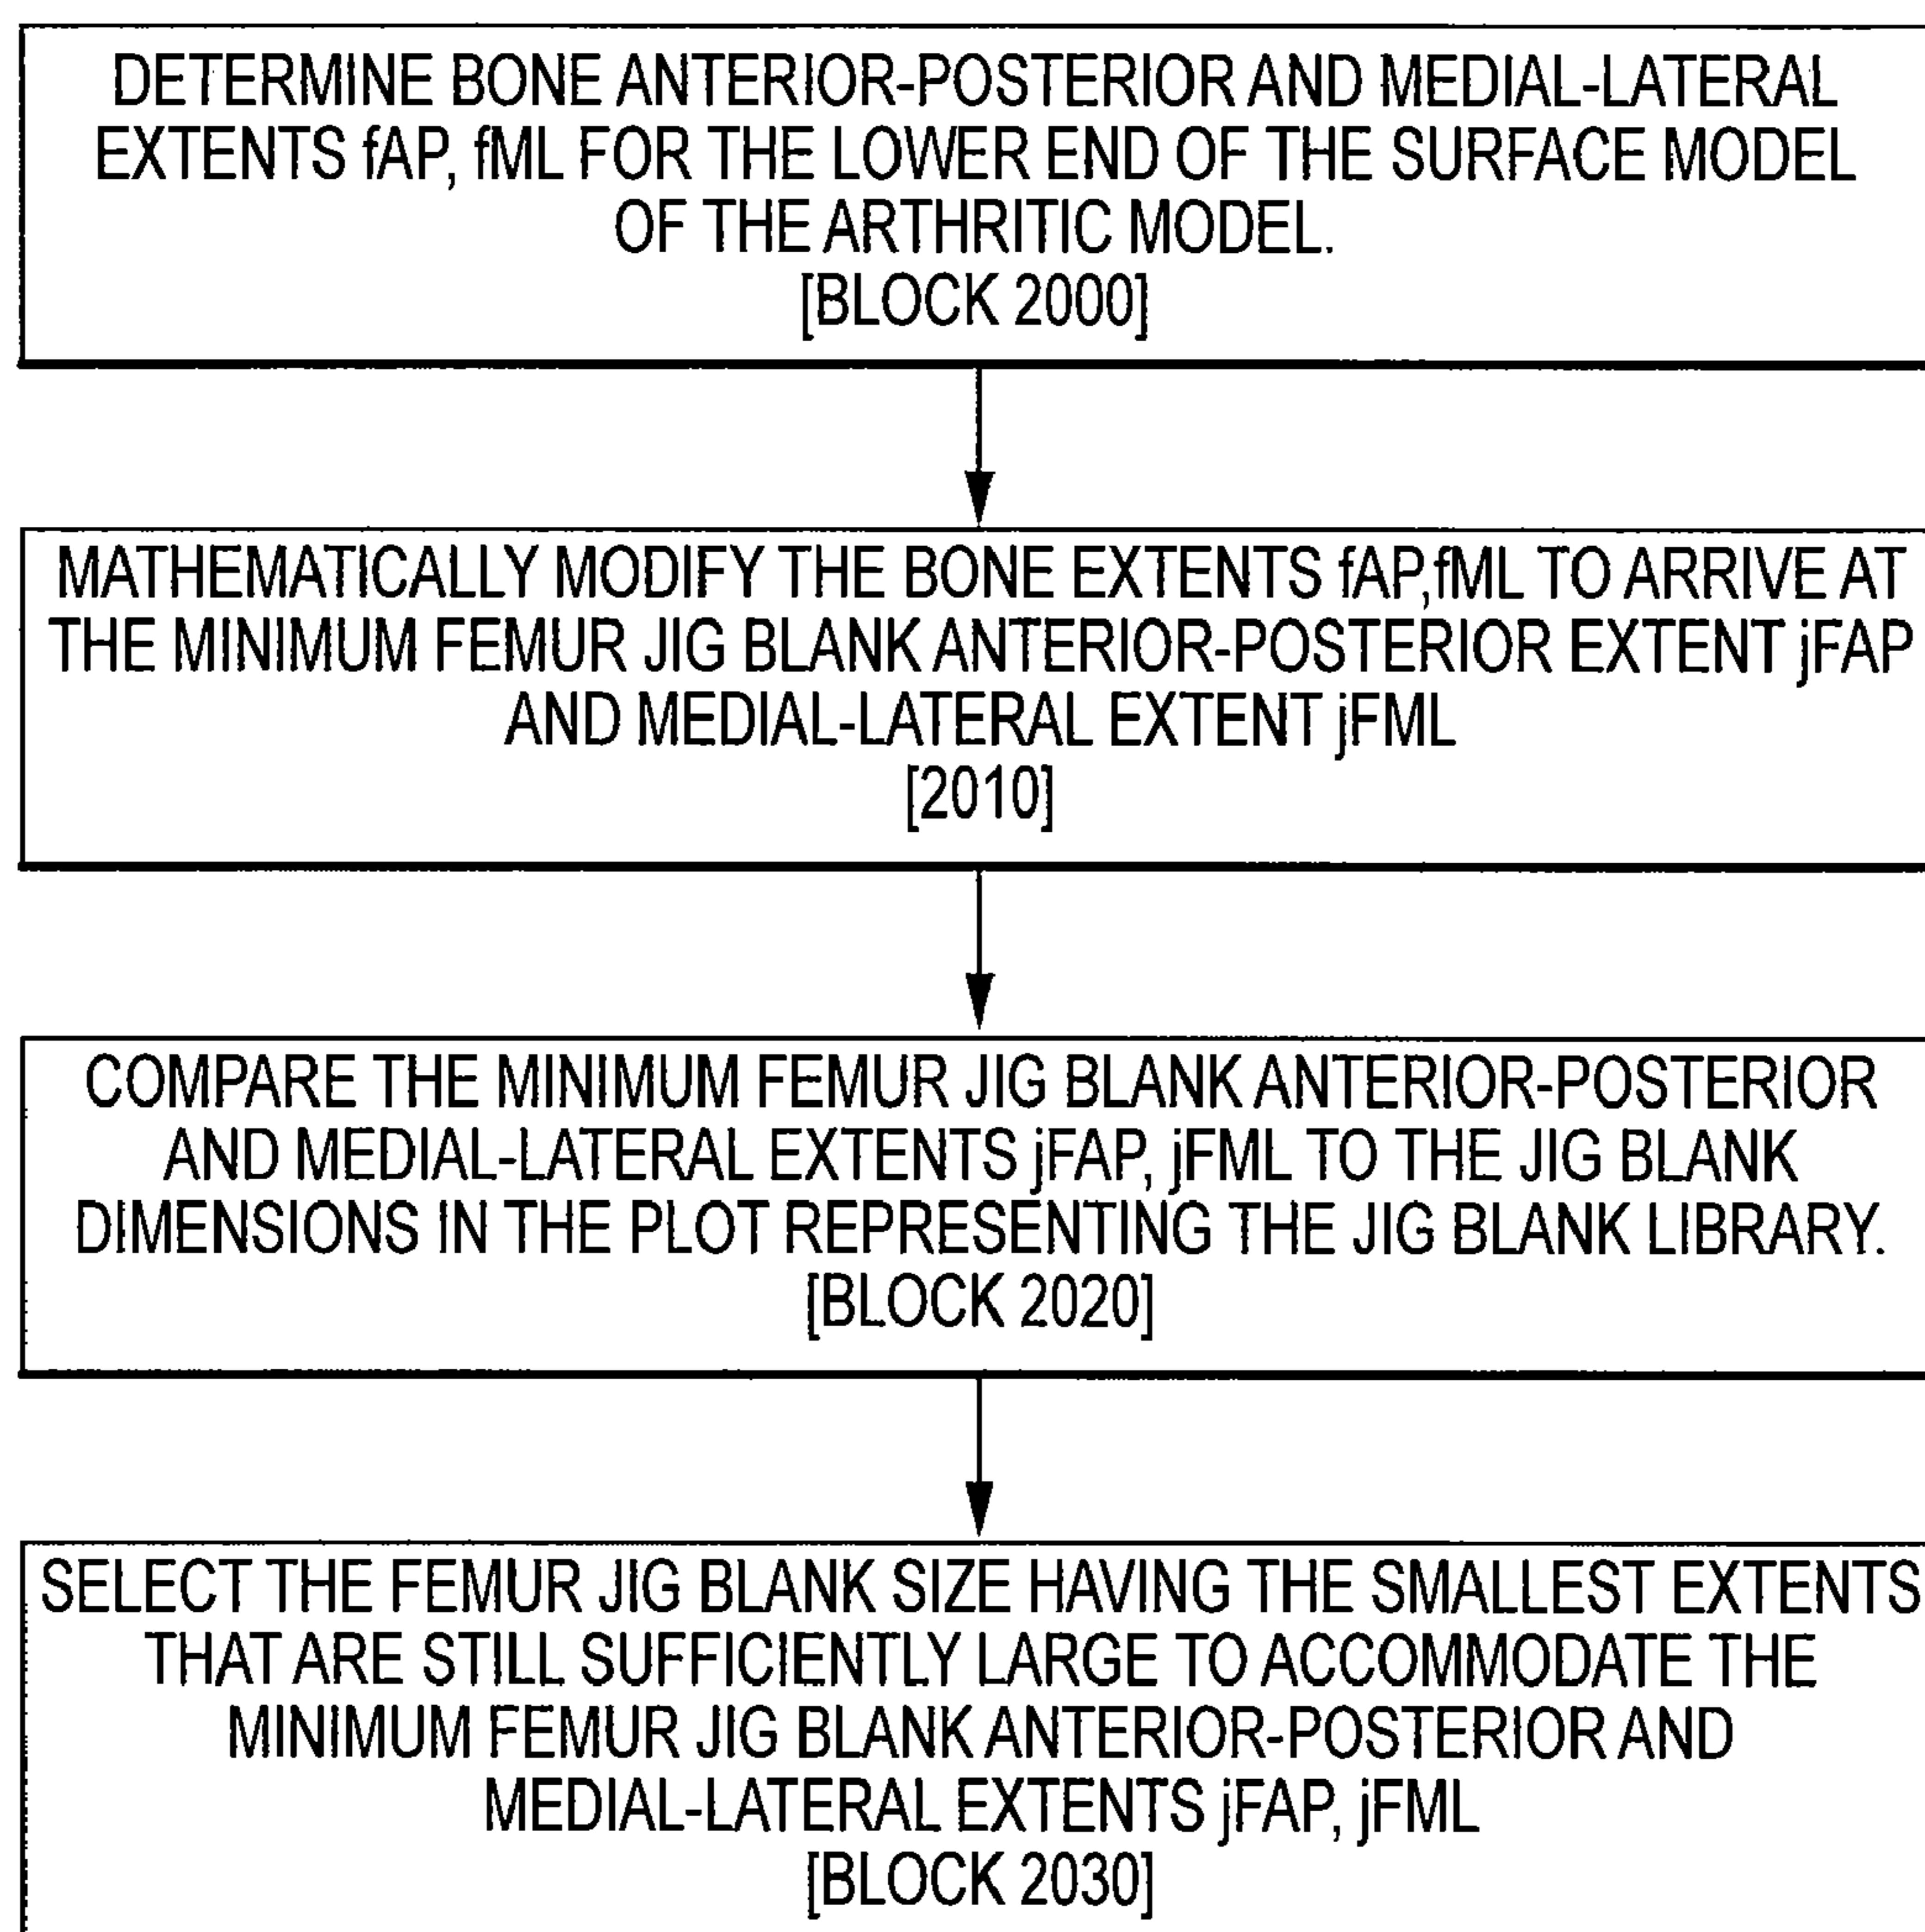 DETERMINE BONE ANTERIOR-POSTERIOR AND MEDIAL-LATERAL
EXTENTS fAP, fML FOR THE LOWER END OF THE SURFACE MODEL
OF THE ARTHRITIC MODEL.
[BLOCK 2000]
MATHEMATICALLY MODIFY THE BONE EXTENTS fAP,fML TO ARRIVE AT
THE MINIMUM FEMUR JIG BLANK ANTERIOR-POSTERIOR EXTENT jFAP
AND MEDIAL-LATERAL EXTENT jFML
[2010]
COMPARE THE MINIMUM FEMUR JIG BLANK ANTERIOR-POSTERIOR
AND MEDIAL-LATERAL EXTENTS jFAP, jFML TO THE JIG BLANK
DIMENSIONS IN THE PLOT REPRESENTING THE JIG BLANK LIBRARY.
[BLOCK 2020]
SELECT THE FEMUR JIG BLANK SIZE HAVING THE SMALLEST EXTENTS
THAT ARE STILL SUFFICIENTLY LARGE TO ACCOMMODATE THE
MINIMUM FEMUR JIG BLANK ANTERIOR-POSTERIOR AND
MEDIAL-LATERAL EXTENTS jFAP, jFML
[BLOCK 2030]